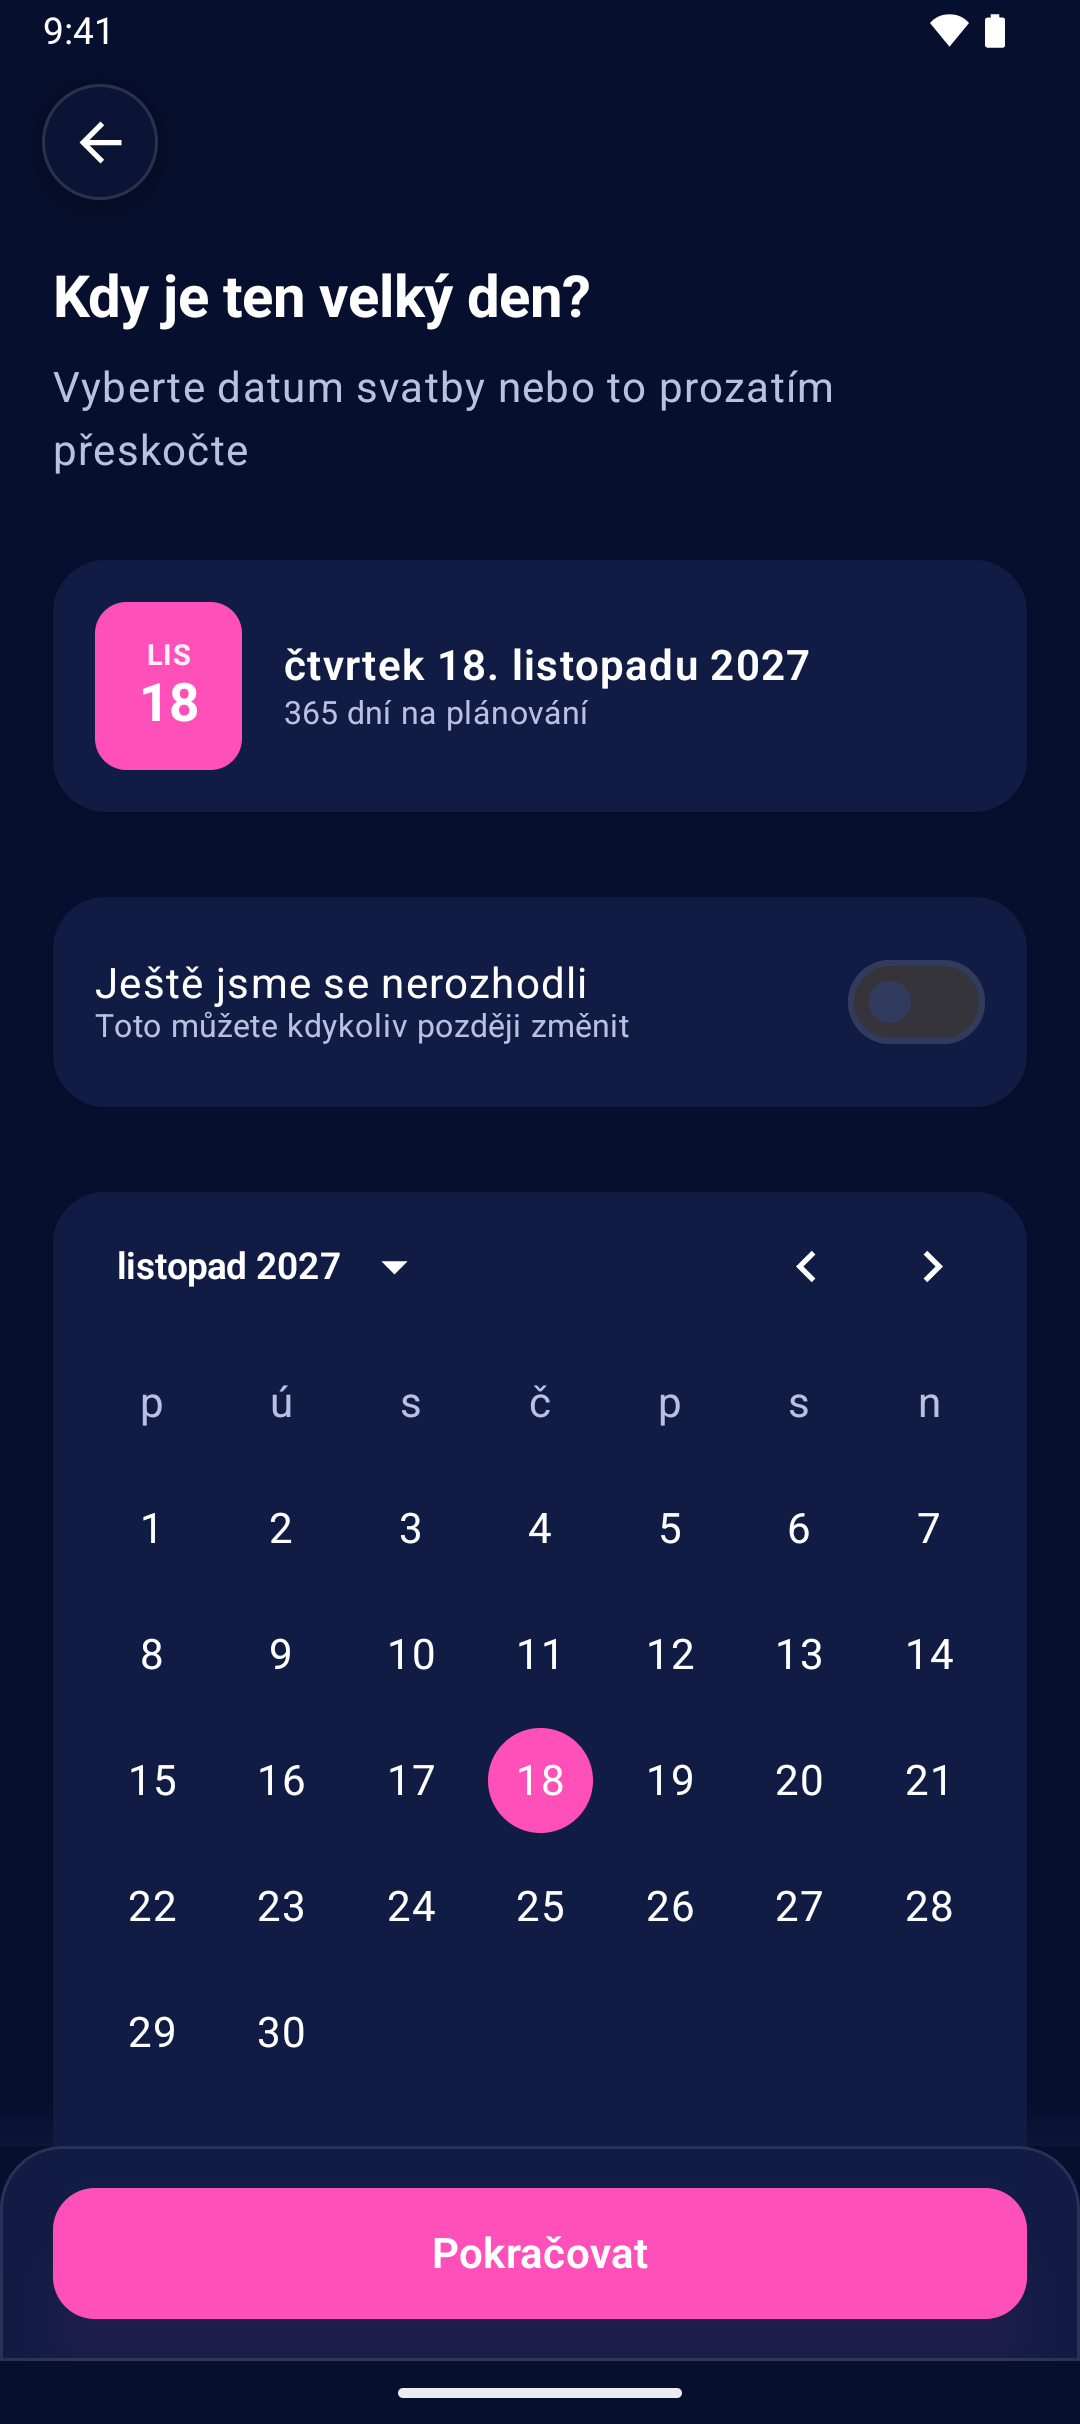 9:41
Kdy je ten velký den?
Vyberte datum svatby nebo to prozatím
přeskočte
LIS
18
čtvrtek 18. listopadu 2027
365 dní na plánování
Ještě jsme se nerozhodli
Toto můžete kdykoliv později změnit
listopad 2027
p ú s č p s n
1 2 3 4 5 6 7
8 9 10 11 12 13 14
15 16 17 18 19 20 21
22 23 24 25 26 27 28
29 30
Pokračovat